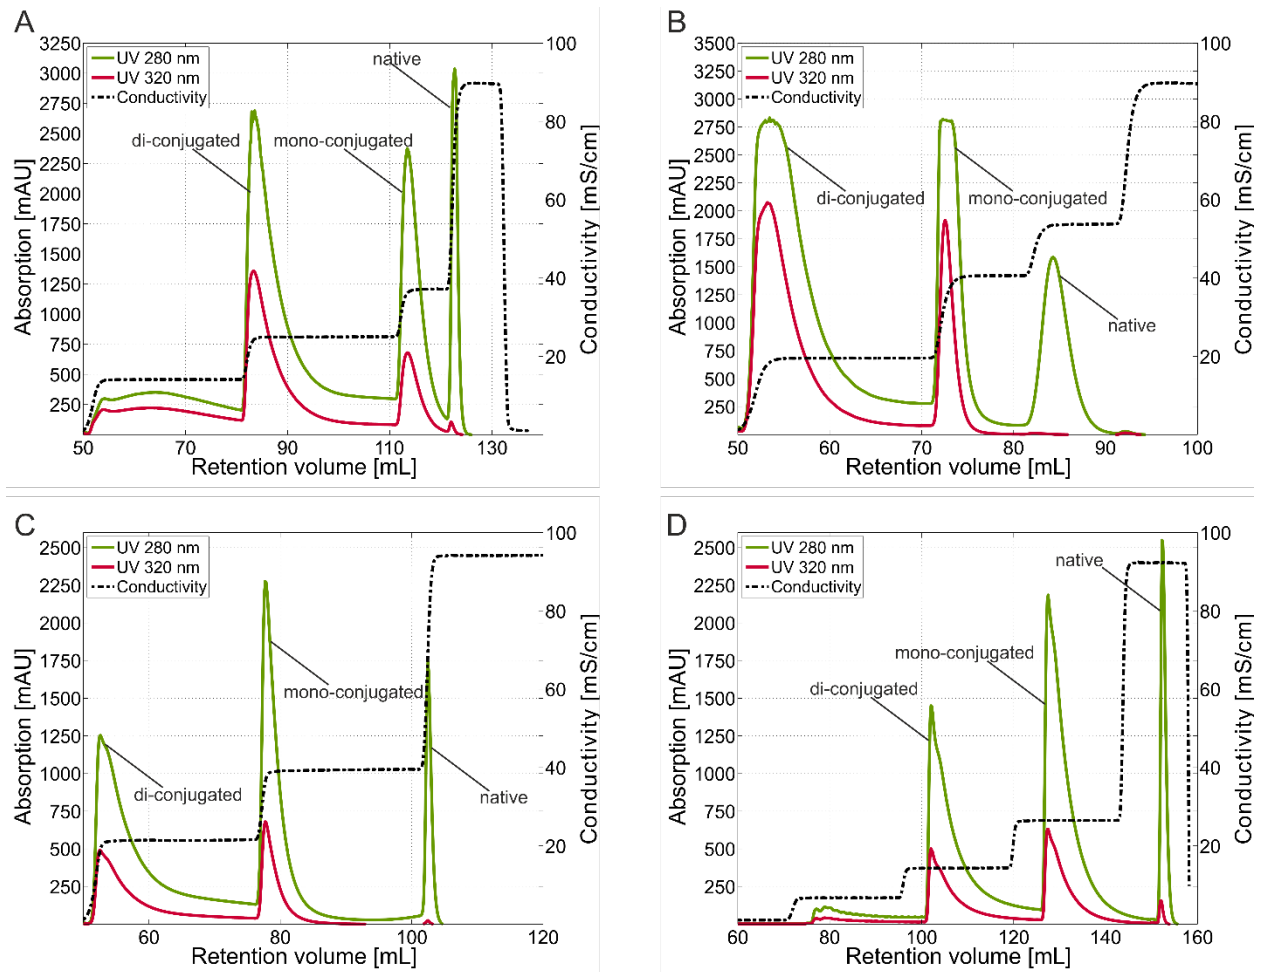 A
3250
3000
2750
2500
2250
2000
1750
1500
1250
1000
750
500
250
Absorption [mAU]
UV 280 nm
UV 320 nm
Conductivity
native
di-conjugated
mono-conjugated
100
80
60
40
20
Conductivity [mS/cm]
50 70 90 110 130
Retention volume [mL]
B
3500
3250
3000
2750
2500
2250
2000
1750
1500
1250
1000
750
500
250
Absorption [mAU]
UV 280 nm
UV 320 nm
Conductivity
di-conjugated
mono-conjugated
native
100
80
60
40
20
Conductivity [mS/cm]
50 60 70 80 90 100
Retention volume [mL]
C
2500
2250
2000
1750
1500
1250
1000
750
500
250
Absorption [mAU]
UV 280 nm
UV 320 nm
Conductivity
mono-conjugated
di-conjugated
native
100
80
60
40
20
Conductivity [mS/cm]
60 80 100 120
Retention volume [mL]
D
2500
2250
2000
1750
1500
1250
1000
750
500
250
Absorption [mAU]
UV 280 nm
UV 320 nm
Conductivity
native
mono-conjugated
di-conjugated
100
80
60
40
20
Conductivity [mS/cm]
60 80 100 120 140 160
Retention volume [mL]